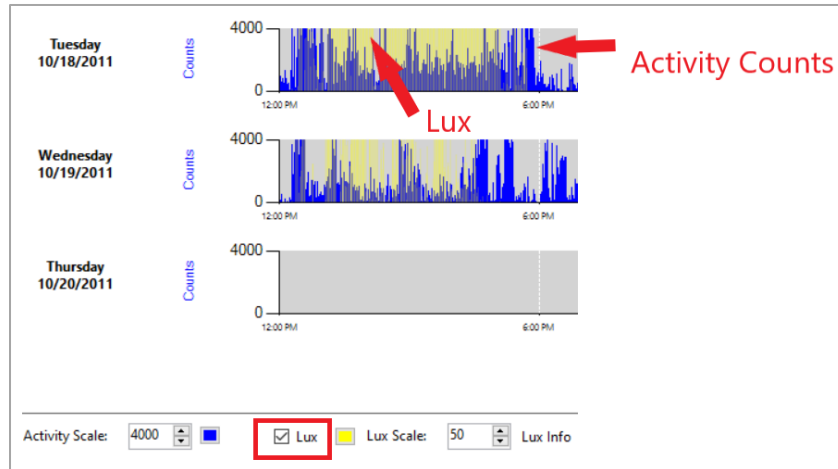 Tuesday
10/18/2011
Counts
4000
0
12:00 PM
6:00 PM
Activity Counts
Lux
Wednesday
10/19/2011
Counts
4000
0
12:00 PM
6:00 PM
Thursday
10/20/2011
Counts
4000
0
12:00 PM
6:00 PM
Activity Scale: 4000 Lux Lux Scale: 50 Lux Info